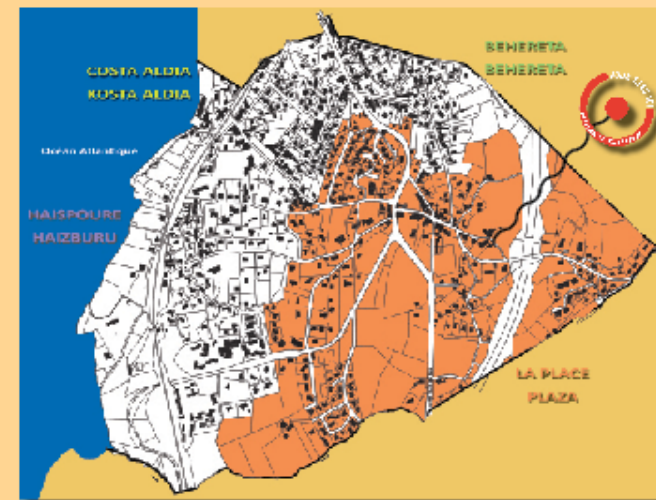 COSTA ALDIA
KOSTA ALDIA
BEHERETA
BEHERETA
Océan Atlantique
HAISPOURE
HAIZBURU
LA PLACE
PLAZA